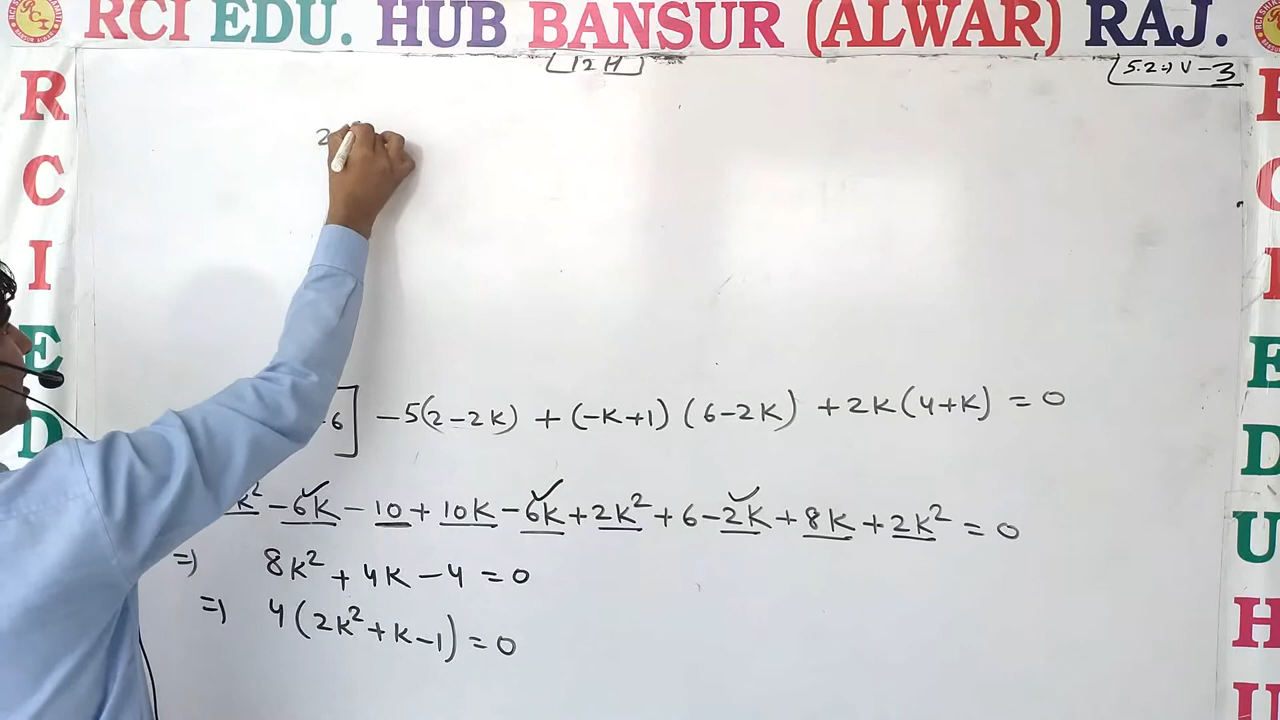 RCI EDU. HUB BANSUR (ALWAR) RAJ.
12 H
5.2 ⇒ V-3
R
C
I
E
D
R
C
I
E
D
U
H
U
2
6] -5(2-2K) + (-K+1) (6-2K) + 2K(4+K) = 0
K² - 6K - 10 + 10K - 6K + 2K² + 6 - 2K + 8K + 2K² = 0
⇒ 8K² + 4K - 4 = 0
⇒ 4(2K² + K - 1) = 0